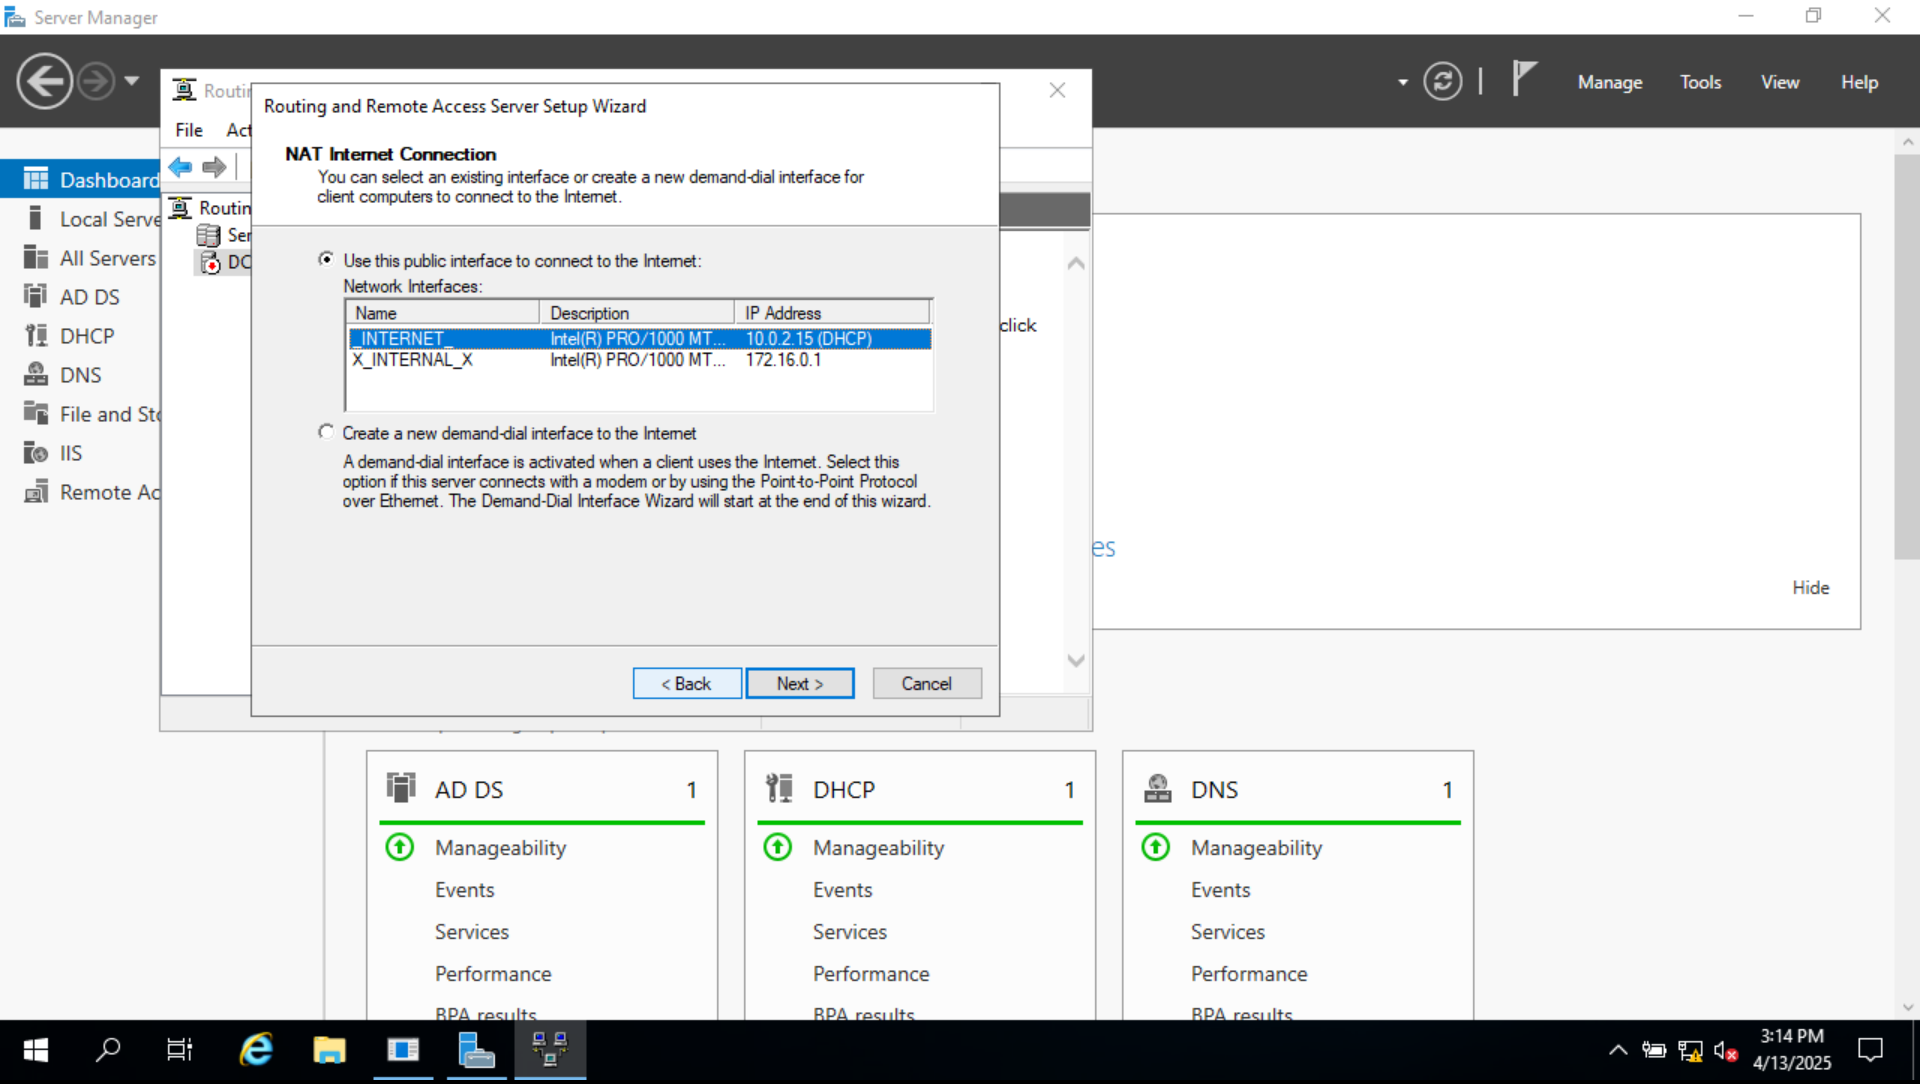 Server Manager
Manage
Tools
View
Help
Routi
Routing and Remote Access Server Setup Wizard
File
Act
NAT Internet Connection
You can select an existing interface or create a new demand-dial interface for
client computers to connect to the Internet.
Dashboard
Local Serve
All Servers
AD DS
DHCP
DNS
File and Sto
IIS
Remote Ac
Routin
Ser
DC
Use this public interface to connect to the Internet:
Network Interfaces:
Name Description IP Address
_INTERNET_ Intel(R) PRO/1000 MT... 10.0.2.15 (DHCP)
X_INTERNAL_X Intel(R) PRO/1000 MT... 172.16.0.1
click
Create a new demand-dial interface to the Internet
A demand-dial interface is activated when a client uses the Internet. Select this
option if this server connects with a modem or by using the Point-to-Point Protocol
over Ethernet. The Demand-Dial Interface Wizard will start at the end of this wizard.
es
Hide
< Back
Next >
Cancel
AD DS 1
Manageability
Events
Services
Performance
BPA results
DHCP 1
Manageability
Events
Services
Performance
BPA results
DNS 1
Manageability
Events
Services
Performance
BPA results
3:14 PM
4/13/2025